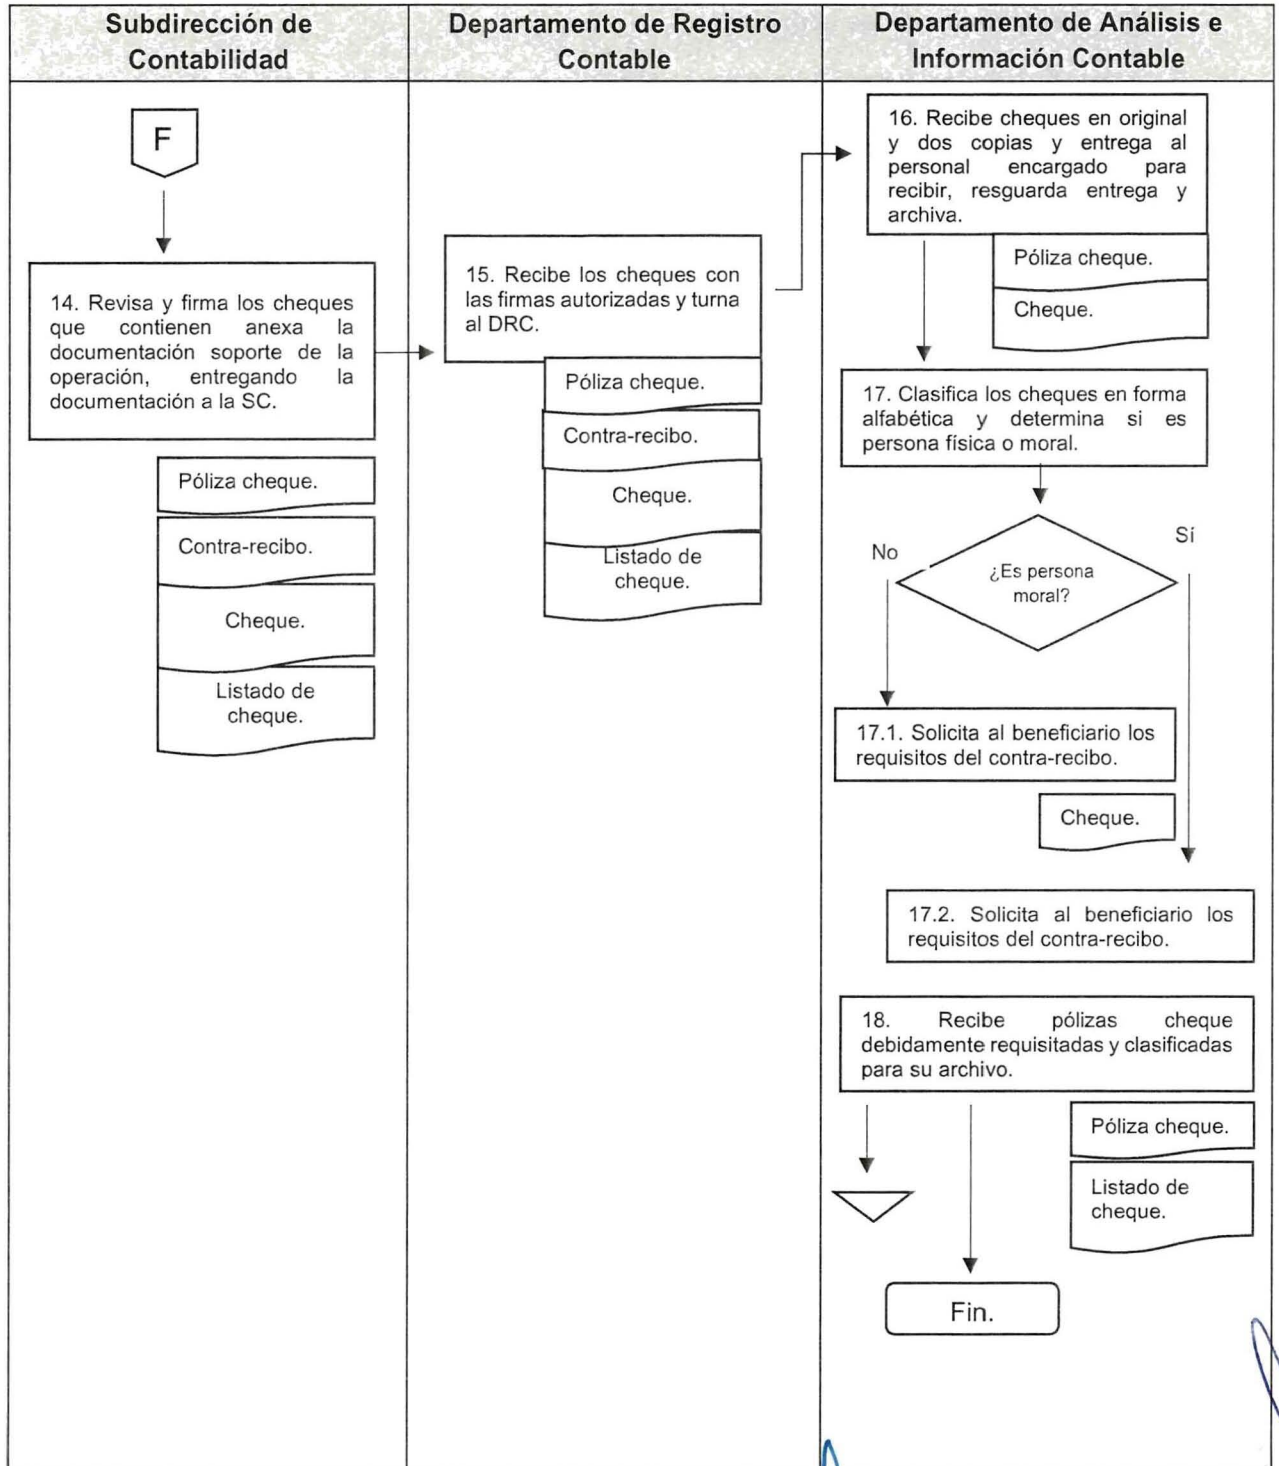 Subdirección de
Contabilidad
Departamento de Registro
Contable
Departamento de Análisis e
Información Contable
F
14. Revisa y firma los cheques
que contienen anexa la
documentación soporte de la
operación, entregando la
documentación a la SC.
Póliza cheque.
Contra-recibo.
Cheque.
Listado de
cheque.
15. Recibe los cheques con
las firmas autorizadas y turna
al DRC.
Póliza cheque.
Contra-recibo.
Cheque.
Listado de
cheque.
16. Recibe cheques en original
y dos copias y entrega al
personal encargado para
recibir, resguarda entrega y
archiva.
Póliza cheque.
Cheque.
17. Clasifica los cheques en forma
alfabética y determina si es
persona física o moral.
No
Sí
¿Es persona
moral?
17.1. Solicita al beneficiario los
requisitos del contra-recibo.
Cheque.
17.2. Solicita al beneficiario los
requisitos del contra-recibo.
18. Recibe pólizas cheque
debidamente requisitadas y clasificadas
para su archivo.
Póliza cheque.
Listado de
cheque.
Fin.